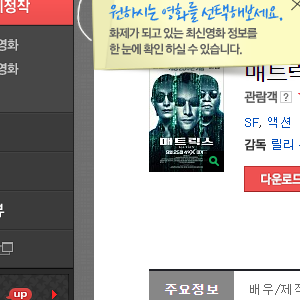 정작
원하시는 영화를 선택해보세요.
화제가 되고 있는 최신영화 정보를
한 눈에 확인 하실 수 있습니다.
영화
영화
매트릭
관람객 ?
SF, 액션
감독 릴리
매트릭스
다운로드
뷰
주요정보
배우/제작
up